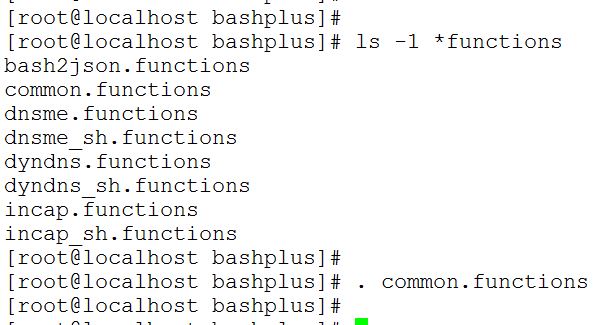 [root@localhost bashplus]#
[root@localhost bashplus]# ls -1 *functions
bash2json.functions
common.functions
dnsme.functions
dnsme_sh.functions
dyndns.functions
dyndns_sh.functions
incap.functions
incap_sh.functions
[root@localhost bashplus]#
[root@localhost bashplus]# . common.functions
[root@localhost bashplus]#